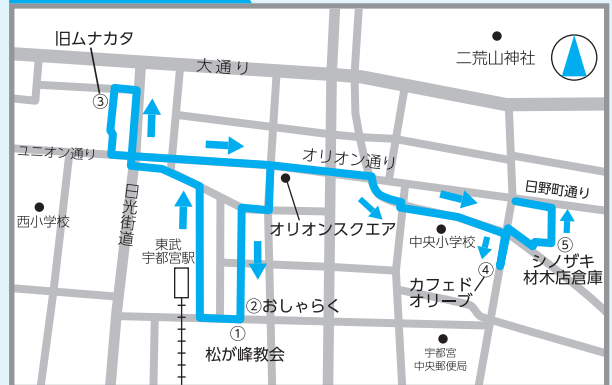 旧ムナカタ
大通り
二荒山神社
③
ユニオン通り
オリオン通り
日野町通り
西小学校
日光街道
オリオンスクエア
東武
宇都宮駅
中央小学校
⑤
シノザキ
材木店倉庫
④
カフェド
オリーブ
②おしゃらく
①
松が峰教会
宇都宮
中央郵便局